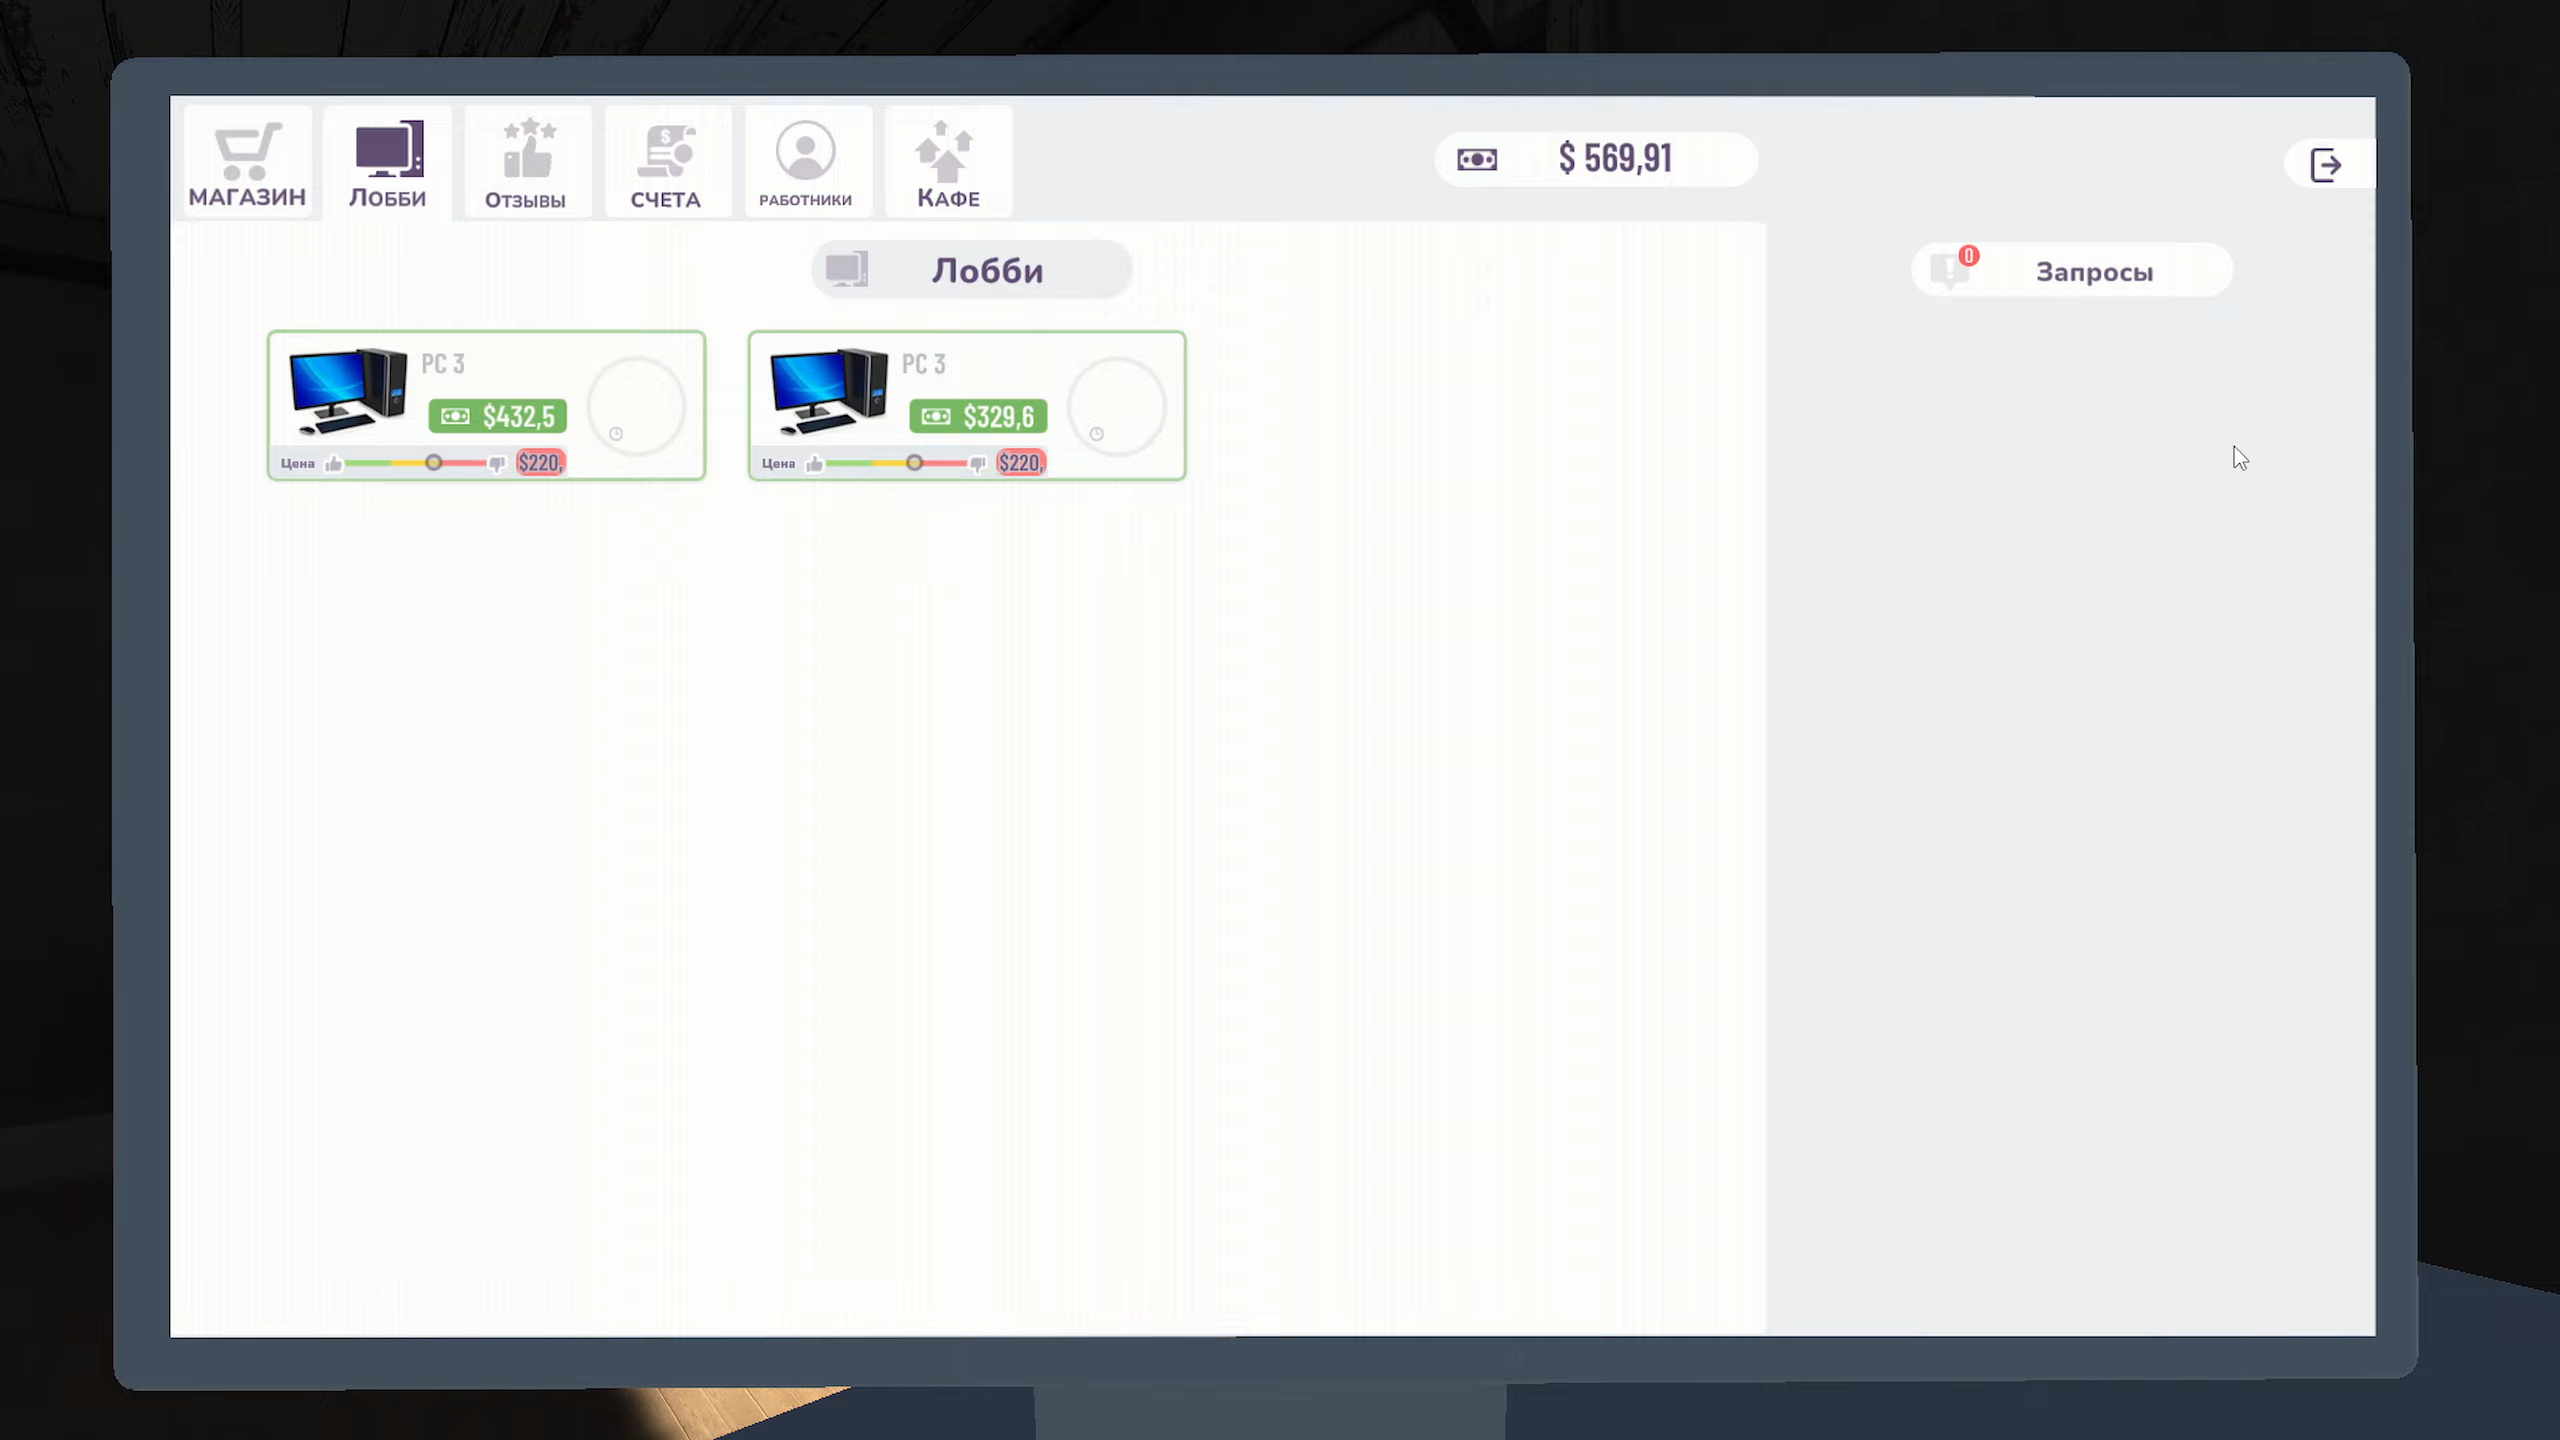 МАГАЗИН
Лобби
Отзывы
СЧЕТА
РАБОТНИКИ
КАФЕ
$ 569,91
Лобби
0
Запросы
PC 3
$432,5
Цена
$220,
PC 3
$329,6
Цена
$220,